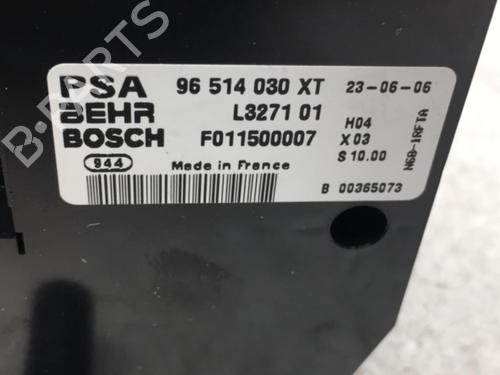 B-PARTS
PSA 96 514 030 XT 23-06-06
BEHR L3271 01 H04
BOSCH F011500007 X 03
944 Made in France S 10.00
B 00365073
N68-1RFTA